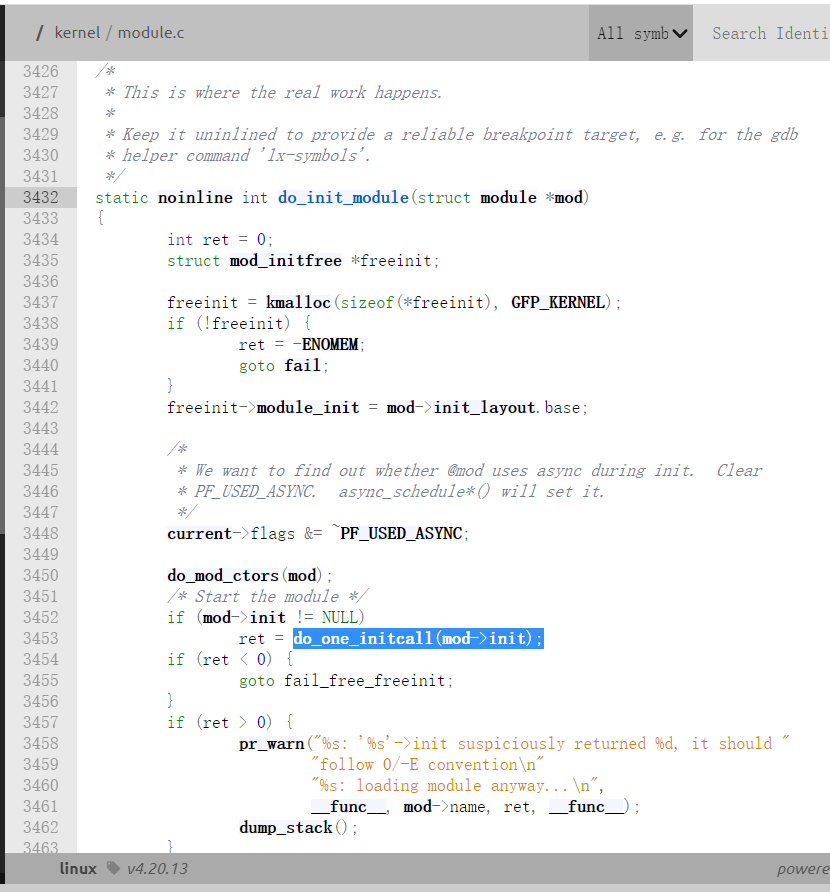 / kernel / module.c All symb Search Identi
3426 /*
3427 * This is where the real work happens.
3428 *
3429 * Keep it uninlined to provide a reliable breakpoint target, e.g. for the gdb
3430 * helper command 'lx-symbols'.
3431 */
3432 static noinline int do_init_module(struct module *mod)
3433 {
3434 int ret = 0;
3435 struct mod_initfree *freeinit;
3436
3437 freeinit = kmalloc(sizeof(*freeinit), GFP_KERNEL);
3438 if (!freeinit) {
3439 ret = -ENOMEM;
3440 goto fail;
3441 }
3442 freeinit->module_init = mod->init_layout.base;
3443
3444 /*
3445 * We want to find out whether @mod uses async during init. Clear
3446 * PF_USED_ASYNC. async_schedule*() will set it.
3447 */
3448 current->flags &= ~PF_USED_ASYNC;
3449
3450 do_mod_ctors(mod);
3451 /* Start the module */
3452 if (mod->init != NULL)
3453 ret = do_one_initcall(mod->init);
3454 if (ret < 0) {
3455 goto fail_free_freeinit;
3456 }
3457 if (ret > 0) {
3458 pr_warn("%s: '%s'->init suspiciously returned %d, it should "
3459 "follow 0/-E convention\n"
3460 "%s: loading module anyway...\n",
3461 __func__, mod->name, ret, __func__);
3462 dump_stack();
3463 }
linux v4.20.13 powere